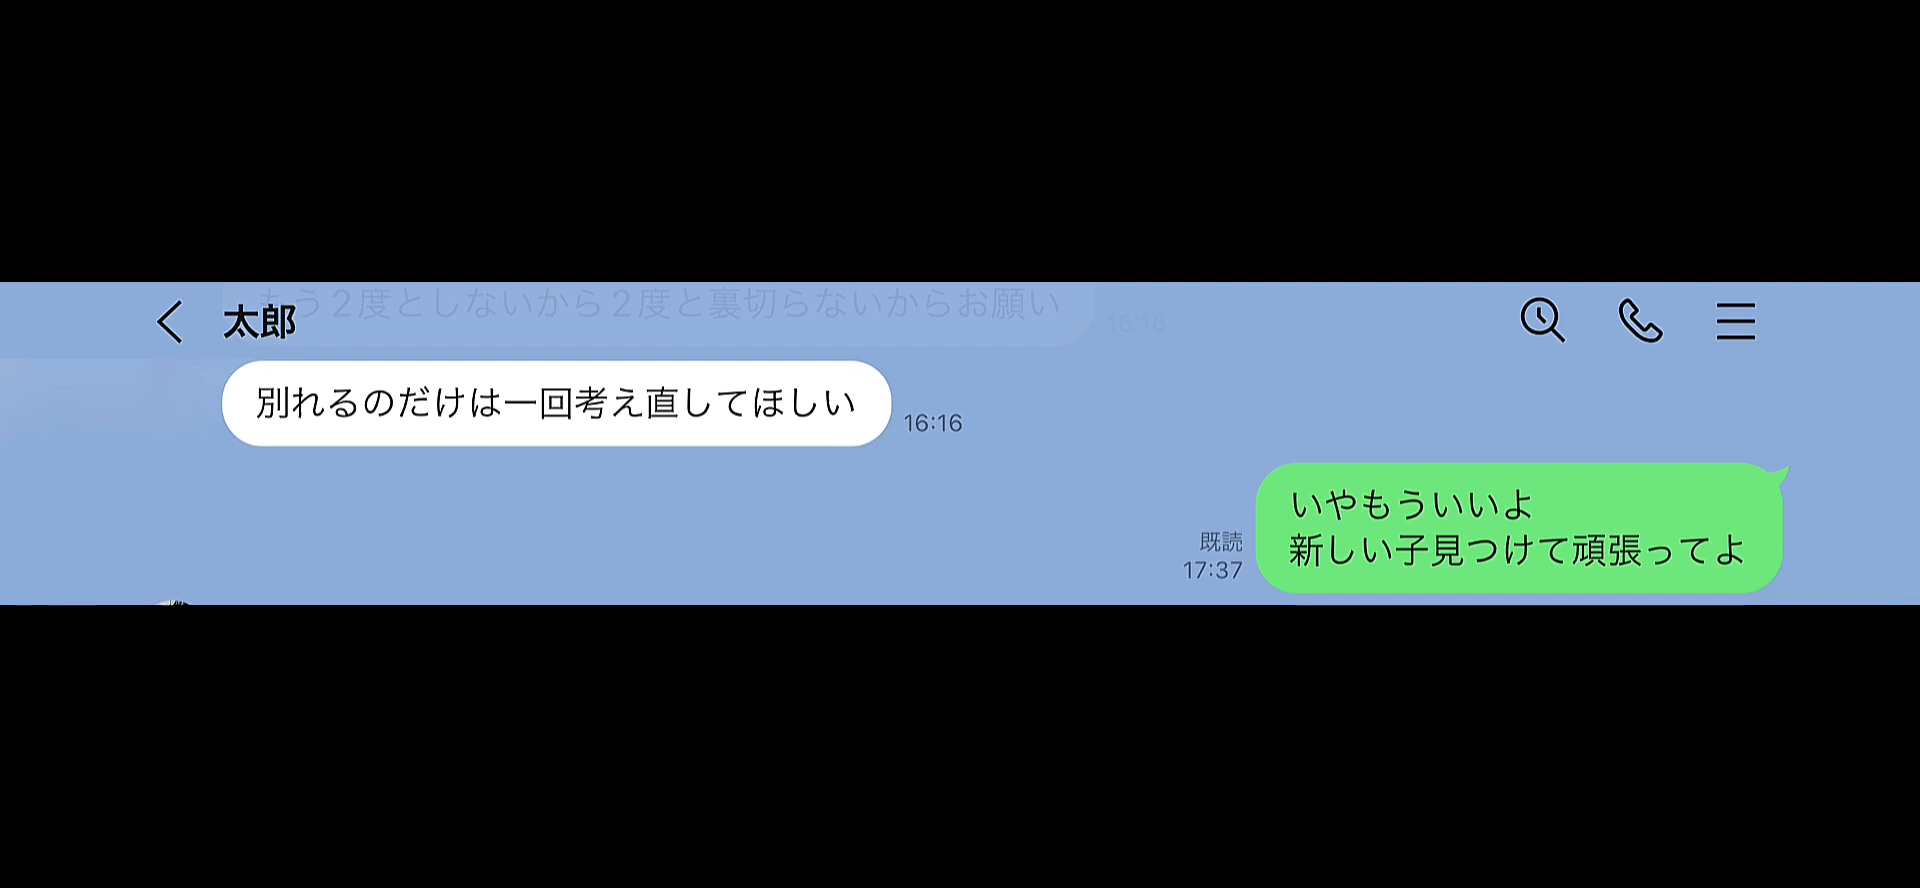 もう２度としないから２度と裏切らないからお願い
16:16
太郎
別れるのだけは一回考え直してほしい
16:16
いやもういいよ
新しい子見つけて頑張ってよ
既読
17:37